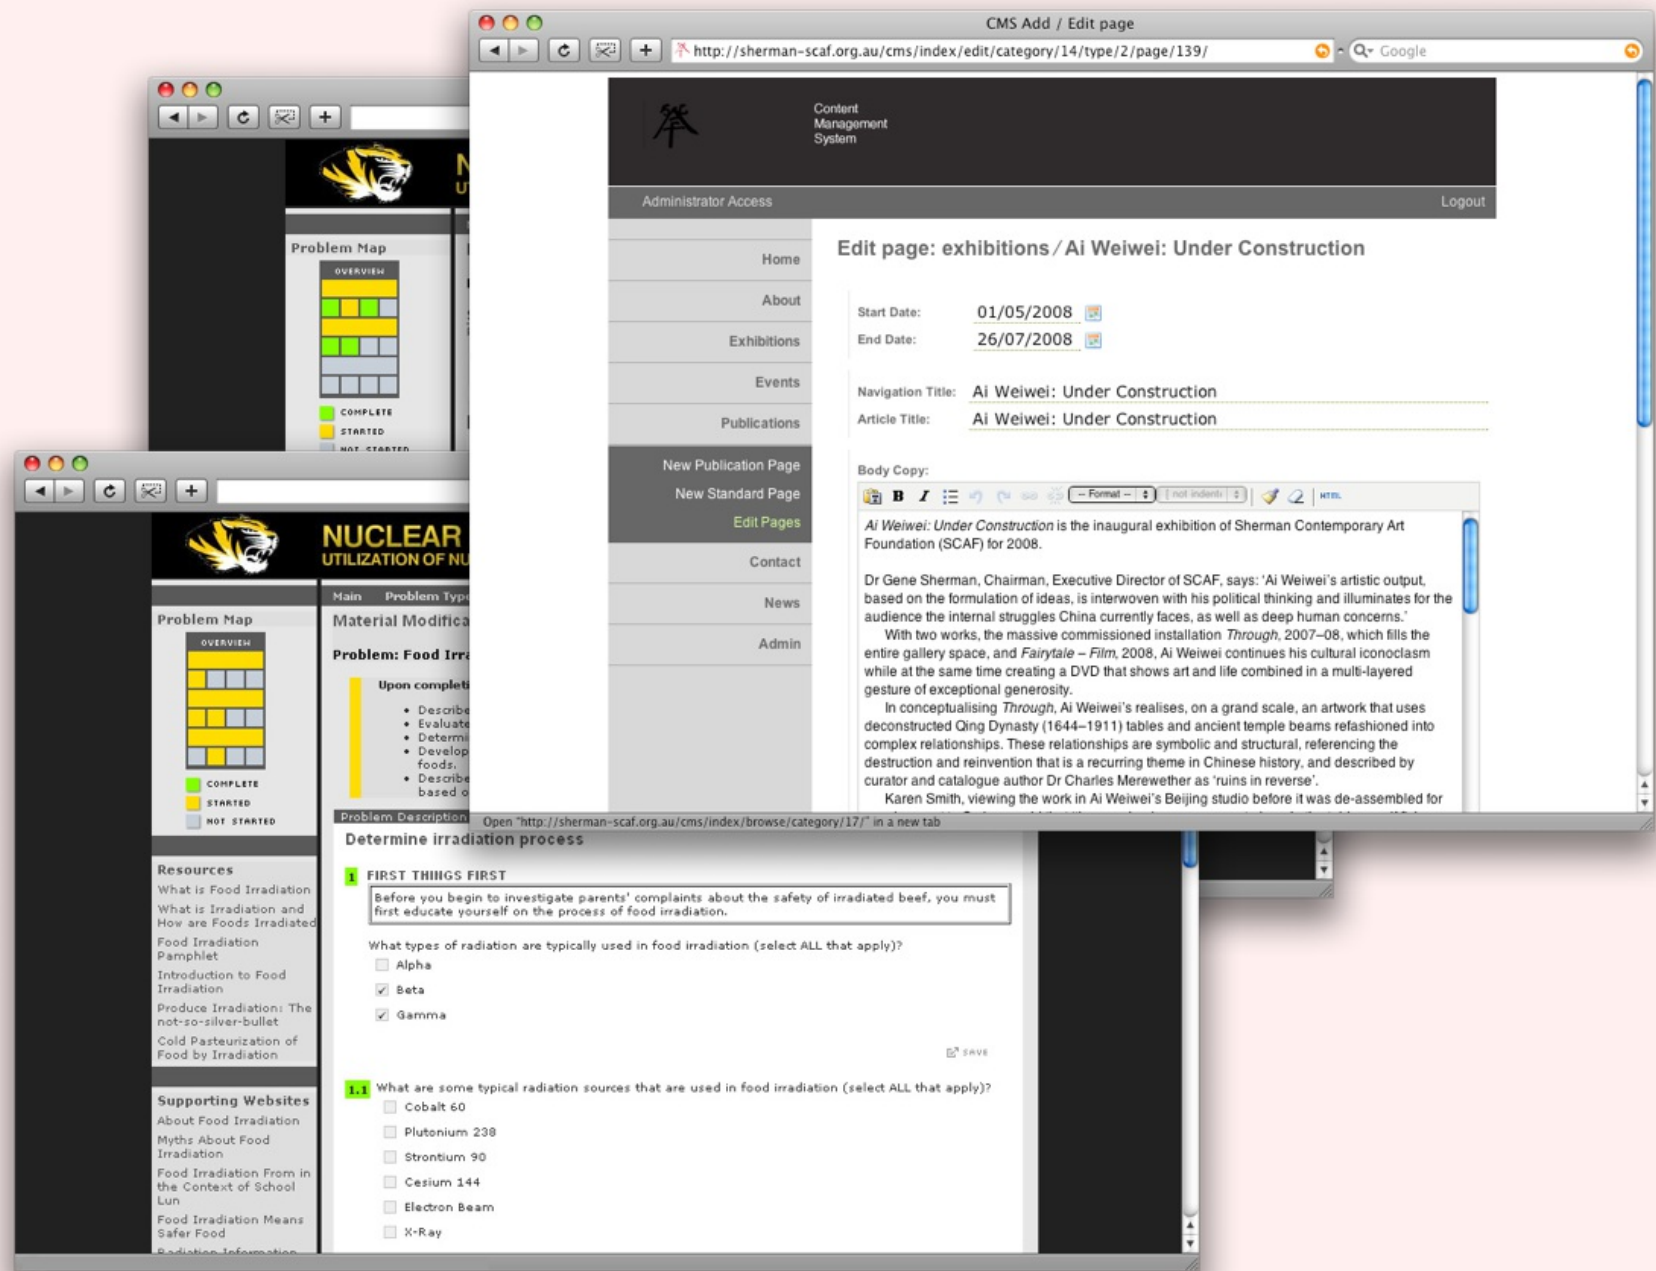 CMS Add / Edit page
http://sherman-scaf.org.au/cms/index/edit/category/14/type/2/page/139/
Google
Content
Management
System
Administrator Access
Logout
Home
About
Exhibitions
Events
Publications
New Publication Page
New Standard Page
Edit Pages
Contact
News
Admin
Edit page: exhibitions / Ai Weiwei: Under Construction
Start Date: 01/05/2008
End Date: 26/07/2008
Navigation Title: Ai Weiwei: Under Construction
Article Title: Ai Weiwei: Under Construction
Body Copy:
B I -- Format -- [ not indent HTML
Ai Weiwei: Under Construction is the inaugural exhibition of Sherman Contemporary Art
Foundation (SCAF) for 2008.
Dr Gene Sherman, Chairman, Executive Director of SCAF, says: ‘Ai Weiwei’s artistic output,
based on the formulation of ideas, is interwoven with his political thinking and illuminates for the
audience the internal struggles China currently faces, as well as deep human concerns.’
With two works, the massive commissioned installation Through, 2007–08, which fills the
entire gallery space, and Fairytale – Film, 2008, Ai Weiwei continues his cultural iconoclasm
while at the same time creating a DVD that shows art and life combined in a multi-layered
gesture of exceptional generosity.
In conceptualising Through, Ai Weiwei’s realises, on a grand scale, an artwork that uses
deconstructed Qing Dynasty (1644–1911) tables and ancient temple beams refashioned into
complex relationships. These relationships are symbolic and structural, referencing the
destruction and reinvention that is a recurring theme in Chinese history, and described by
curator and catalogue author Dr Charles Merewether as ‘ruins in reverse’.
Karen Smith, viewing the work in Ai Weiwei’s Beijing studio before it was de-assembled for
Open "http://sherman-scaf.org.au/cms/index/browse/category/17/" in a new tab
Problem Map
OVERVIEW
COMPLETE
STARTED
NOT STARTED
NUCLEAR
UTILIZATION OF NU
Main Problem Type
Problem Map
OVERVIEW
COMPLETE
STARTED
NOT STARTED
Resources
What is Food Irradiation
What is Irradiation and
How are Foods Irradiated
Food Irradiation
Pamphlet
Introduction to Food
Irradiation
Produce Irradiation: The
not-so-silver-bullet
Cold Pasteurization of
Food by Irradiation
Supporting Websites
About Food Irradiation
Myths About Food
Irradiation
Food Irradiation From in
the Context of School
Lun
Food Irradiation Means
Safer Food
Radiation Information
Material Modifica
Problem: Food Irra
Upon completi
• Describe
• Evaluate
• Determi
• Develop
foods.
• Describe
based o
Problem Description
Determine irradiation process
1 FIRST THINGS FIRST
Before you begin to investigate parents' complaints about the safety of irradiated beef, you must
first educate yourself on the process of food irradiation.
What types of radiation are typically used in food irradiation (select ALL that apply)?
Alpha
Beta
Gamma
SAVE
1.1 What are some typical radiation sources that are used in food irradiation (select ALL that apply)?
Cobalt 60
Plutonium 238
Strontium 90
Cesium 144
Electron Beam
X-Ray